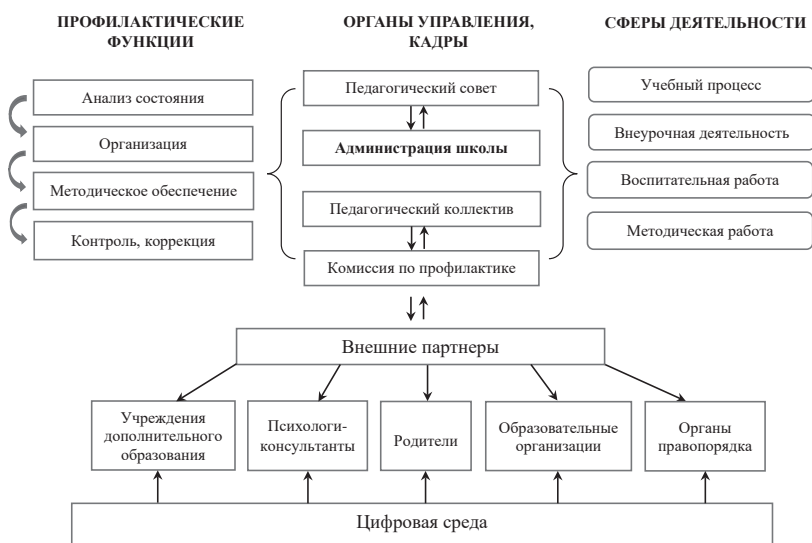 ПРОФИЛАКТИЧЕСКИЕ
ФУНКЦИИ
Анализ состояния
Организация
Методическое обеспечение
Контроль, коррекция
ОРГАНЫ УПРАВЛЕНИЯ,
КАДРЫ
Педагогический совет
Администрация школы
Педагогический коллектив
Комиссия по профилактике
СФЕРЫ ДЕЯТЕЛЬНОСТИ
Учебный процесс
Внеурочная деятельность
Воспитательная работа
Методическая работа
Внешние партнеры
Учреждения
дополнительного
образования
Психологи-
консультанты
Родители
Образовательные
организации
Органы
правопорядка
Цифровая среда